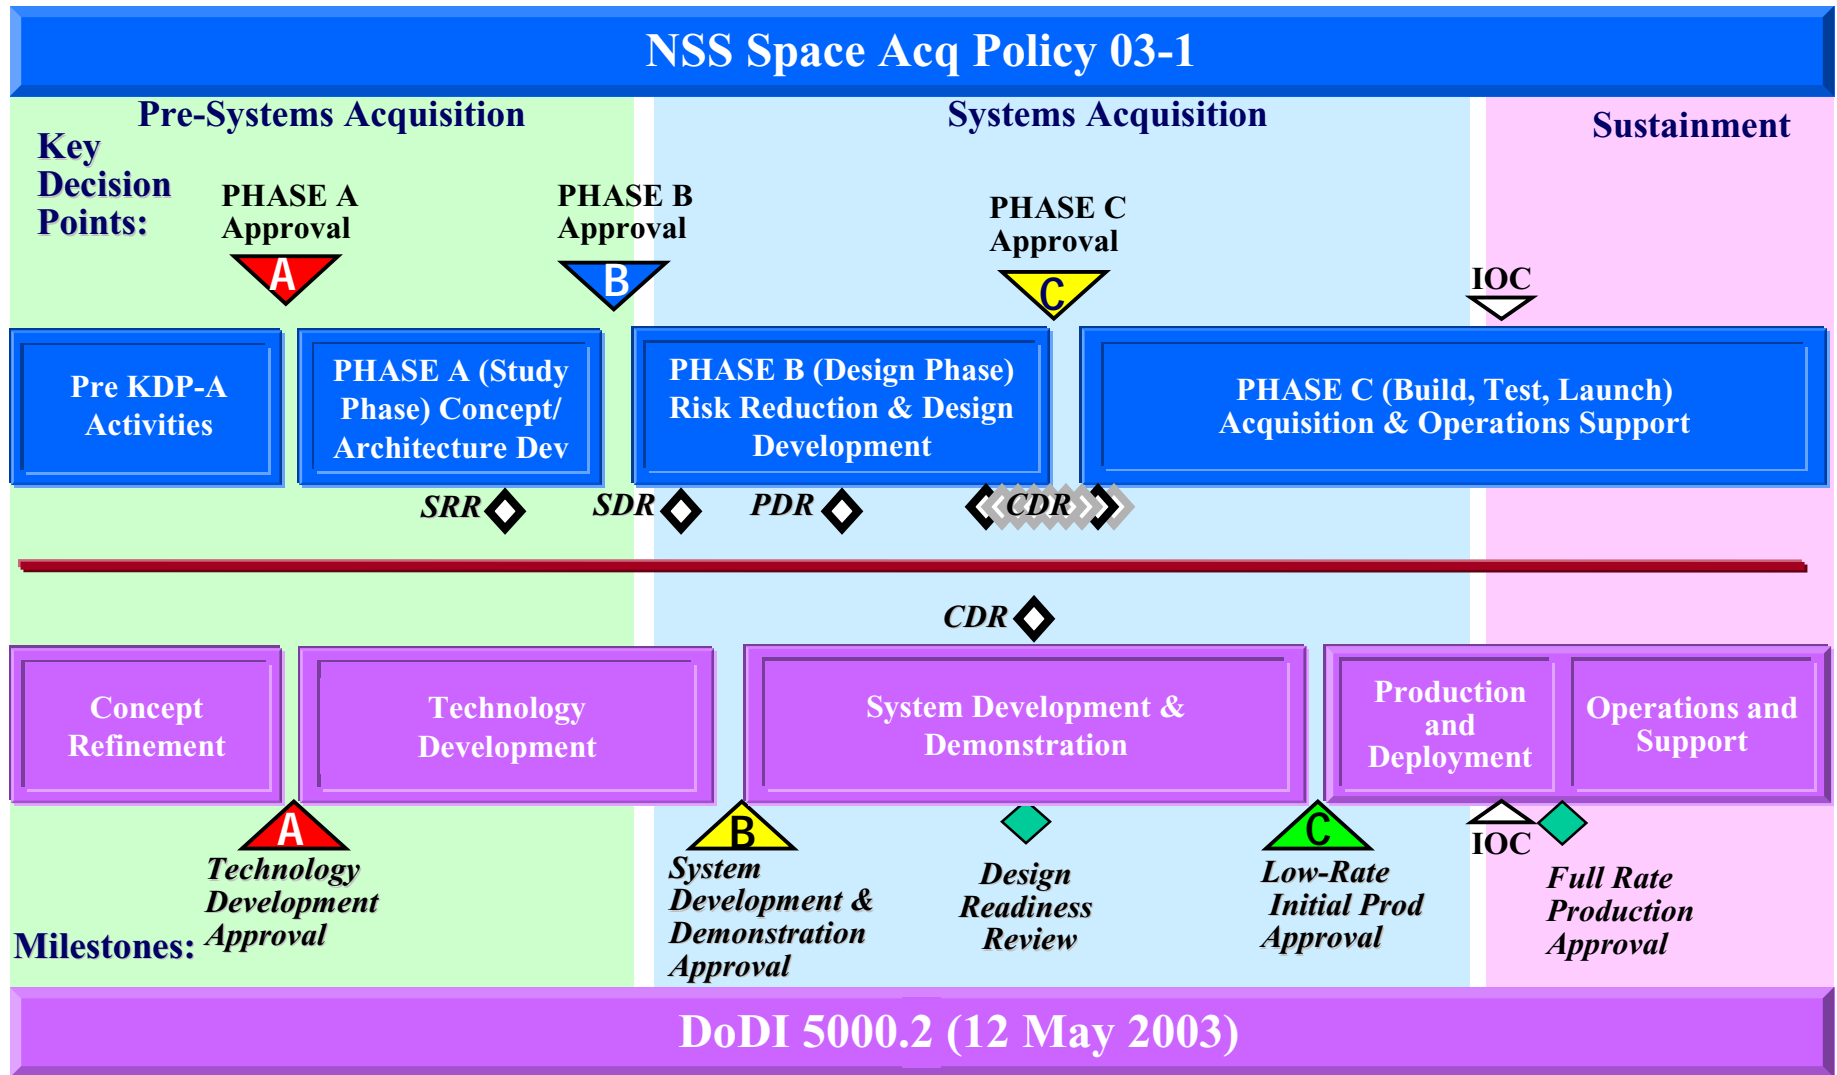 NSS Space Acq Policy 03-1
Pre-Systems Acquisition
Systems Acquisition
Sustainment
Key
Decision
Points:
PHASE A
Approval
A
PHASE B
Approval
B
PHASE C
Approval
C
IOC
Pre KDP-A
Activities
PHASE A (Study
Phase) Concept/
Architecture Dev
PHASE B (Design Phase)
Risk Reduction & Design
Development
PHASE C (Build, Test, Launch)
Acquisition & Operations Support
SRR
SDR
PDR
CDR
CDR
Concept
Refinement
Technology
Development
System Development &
Demonstration
Production
and
Deployment
Operations and
Support
A
Technology
Development
Approval
B
System
Development &
Demonstration
Approval
Design
Readiness
Review
C
Low-Rate
Initial Prod
Approval
IOC
Full Rate
Production
Approval
Milestones:
DoDI 5000.2 (12 May 2003)